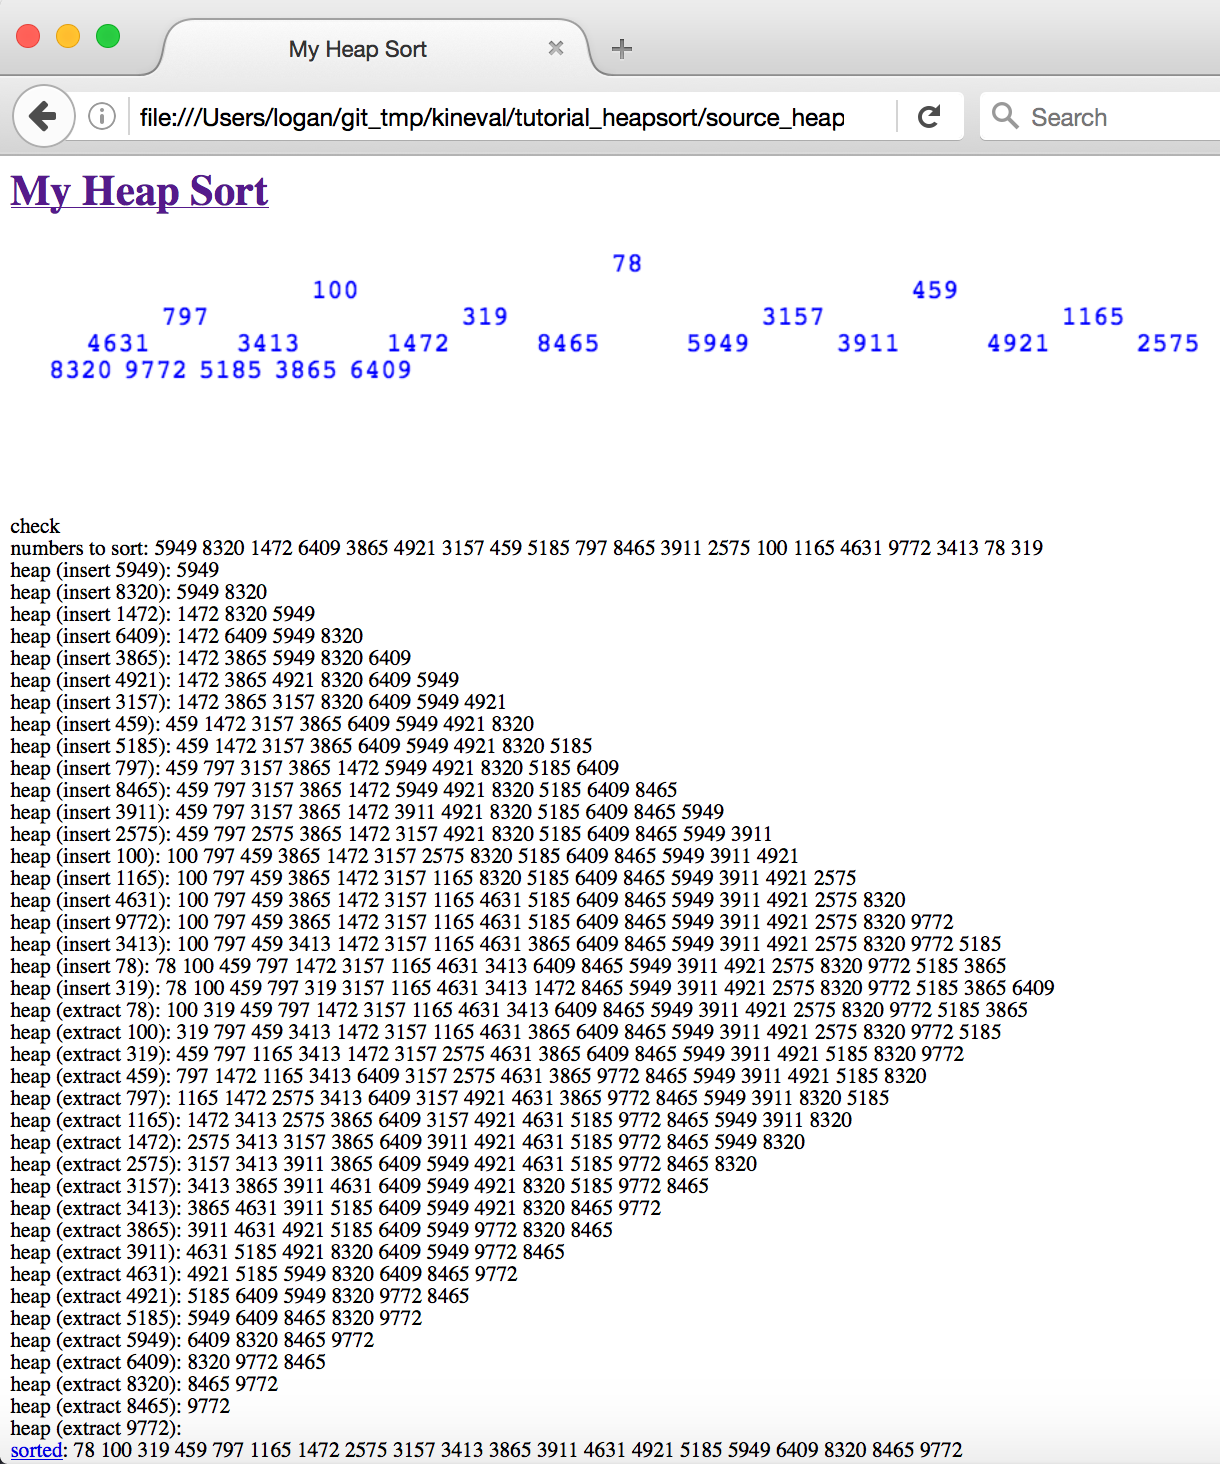 My Heap Sort
file:///Users/logan/git_tmp/kineval/tutorial_heapsort/source_heap
Search
My Heap Sort
78
100 459
797 319 3157 1165
4631 3413 1472 8465 5949 3911 4921 2575
8320 9772 5185 3865 6409
check
numbers to sort: 5949 8320 1472 6409 3865 4921 3157 459 5185 797 8465 3911 2575 100 1165 4631 9772 3413 78 319
heap (insert 5949): 5949
heap (insert 8320): 5949 8320
heap (insert 1472): 1472 8320 5949
heap (insert 6409): 1472 6409 5949 8320
heap (insert 3865): 1472 3865 5949 8320 6409
heap (insert 4921): 1472 3865 4921 8320 6409 5949
heap (insert 3157): 1472 3865 3157 8320 6409 5949 4921
heap (insert 459): 459 1472 3157 3865 6409 5949 4921 8320
heap (insert 5185): 459 1472 3157 3865 6409 5949 4921 8320 5185
heap (insert 797): 459 797 3157 3865 1472 5949 4921 8320 5185 6409
heap (insert 8465): 459 797 3157 3865 1472 5949 4921 8320 5185 6409 8465
heap (insert 3911): 459 797 3157 3865 1472 3911 4921 8320 5185 6409 8465 5949
heap (insert 2575): 459 797 2575 3865 1472 3157 4921 8320 5185 6409 8465 5949 3911
heap (insert 100): 100 797 459 3865 1472 3157 2575 8320 5185 6409 8465 5949 3911 4921
heap (insert 1165): 100 797 459 3865 1472 3157 1165 8320 5185 6409 8465 5949 3911 4921 2575
heap (insert 4631): 100 797 459 3865 1472 3157 1165 4631 5185 6409 8465 5949 3911 4921 2575 8320
heap (insert 9772): 100 797 459 3865 1472 3157 1165 4631 5185 6409 8465 5949 3911 4921 2575 8320 9772
heap (insert 3413): 100 797 459 3413 1472 3157 1165 4631 3865 6409 8465 5949 3911 4921 2575 8320 9772 5185
heap (insert 78): 78 100 459 797 1472 3157 1165 4631 3413 6409 8465 5949 3911 4921 2575 8320 9772 5185 3865
heap (insert 319): 78 100 459 797 319 3157 1165 4631 3413 1472 8465 5949 3911 4921 2575 8320 9772 5185 3865 6409
heap (extract 78): 100 319 459 797 1472 3157 1165 4631 3413 6409 8465 5949 3911 4921 2575 8320 9772 5185 3865
heap (extract 100): 319 797 459 3413 1472 3157 1165 4631 3865 6409 8465 5949 3911 4921 2575 8320 9772 5185
heap (extract 319): 459 797 1165 3413 1472 3157 2575 4631 3865 6409 8465 5949 3911 4921 5185 8320 9772
heap (extract 459): 797 1472 1165 3413 6409 3157 2575 4631 3865 9772 8465 5949 3911 4921 5185 8320
heap (extract 797): 1165 1472 2575 3413 6409 3157 4921 4631 3865 9772 8465 5949 3911 8320 5185
heap (extract 1165): 1472 3413 2575 3865 6409 3157 4921 4631 5185 9772 8465 5949 3911 8320
heap (extract 1472): 2575 3413 3157 3865 6409 3911 4921 4631 5185 9772 8465 5949 8320
heap (extract 2575): 3157 3413 3911 3865 6409 5949 4921 4631 5185 9772 8465 8320
heap (extract 3157): 3413 3865 3911 4631 6409 5949 4921 8320 5185 9772 8465
heap (extract 3413): 3865 4631 3911 5185 6409 5949 4921 8320 8465 9772
heap (extract 3865): 3911 4631 4921 5185 6409 5949 9772 8320 8465
heap (extract 3911): 4631 5185 4921 8320 6409 5949 9772 8465
heap (extract 4631): 4921 5185 5949 8320 6409 8465 9772
heap (extract 4921): 5185 6409 5949 8320 9772 8465
heap (extract 5185): 5949 6409 8465 8320 9772
heap (extract 5949): 6409 8320 8465 9772
heap (extract 6409): 8320 9772 8465
heap (extract 8320): 8465 9772
heap (extract 8465): 9772
heap (extract 9772):
sorted: 78 100 319 459 797 1165 1472 2575 3157 3413 3865 3911 4631 4921 5185 5949 6409 8320 8465 9772